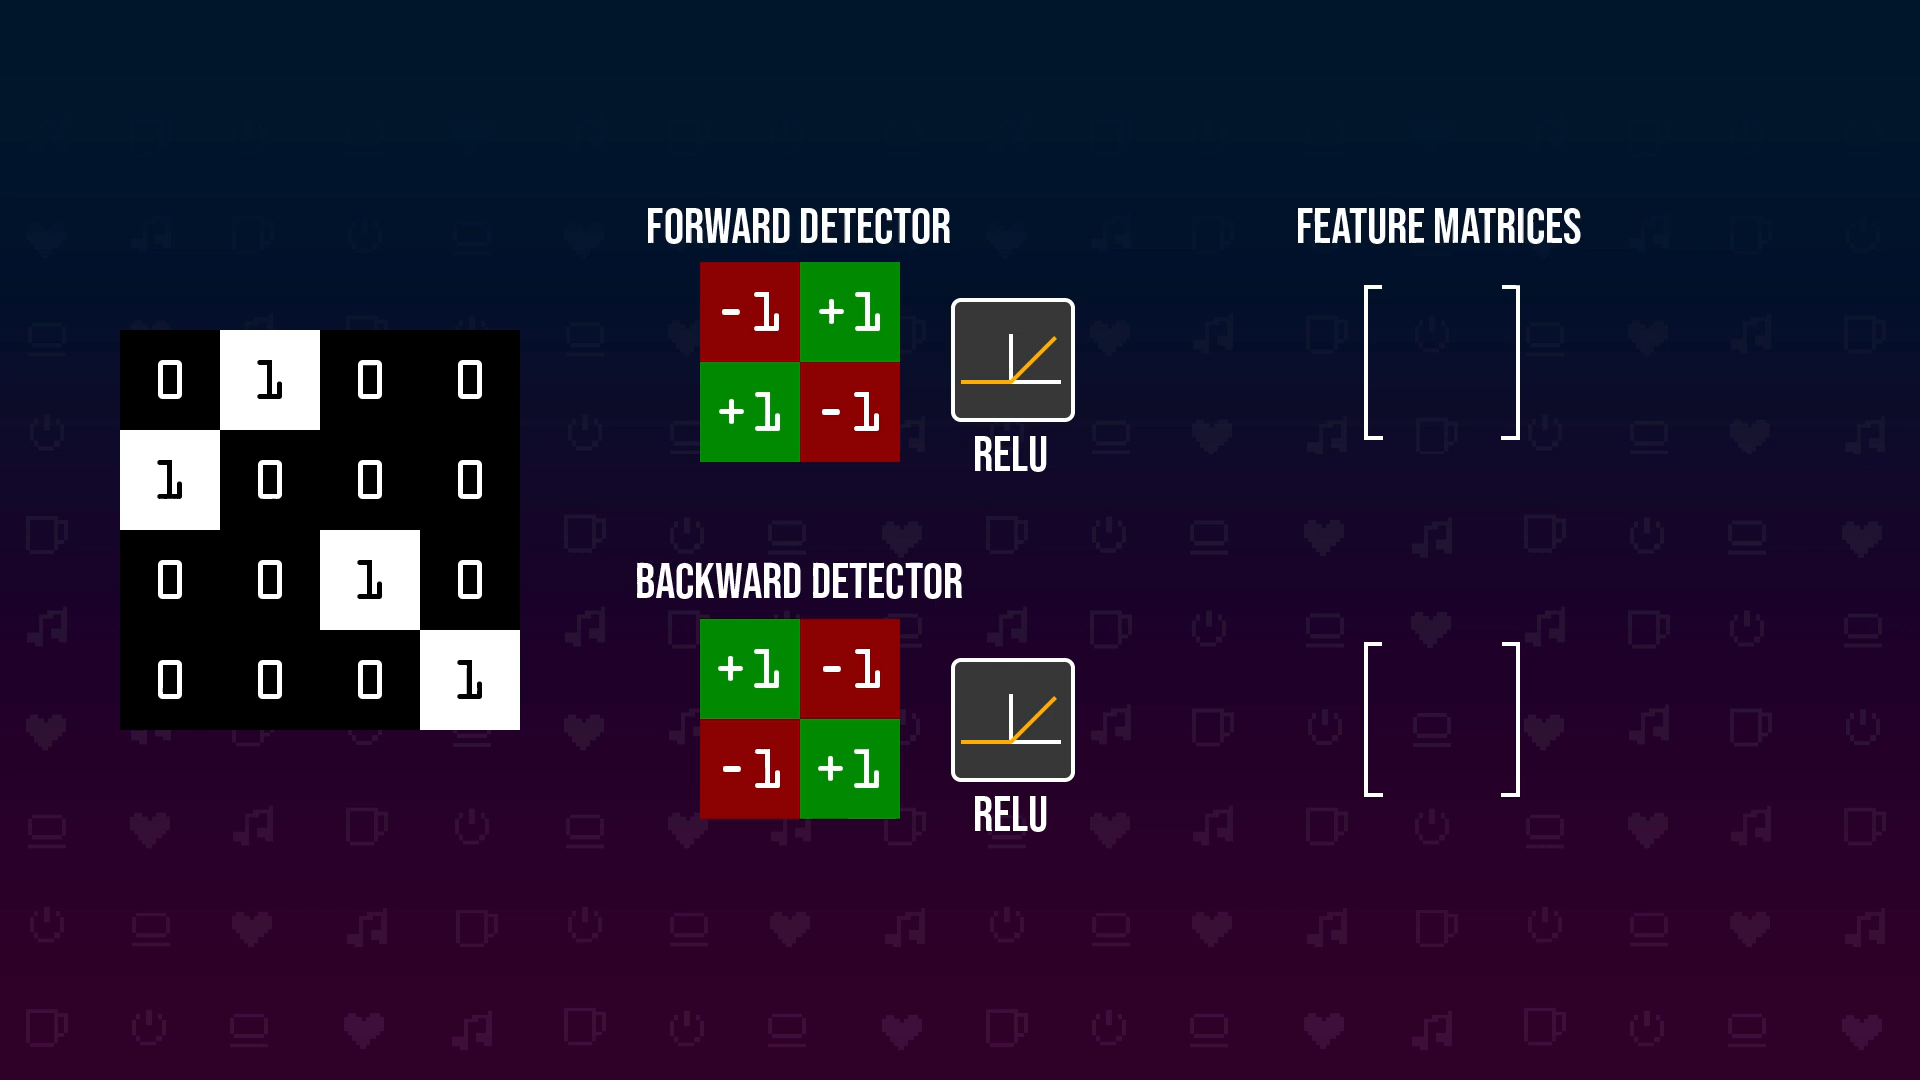 FORWARD DETECTOR
FEATURE MATRICES
-1 +1
+1 -1
RELU
0 1 0 0
1 0 0 0
0 0 1 0
0 0 0 1
BACKWARD DETECTOR
+1 -1
-1 +1
RELU